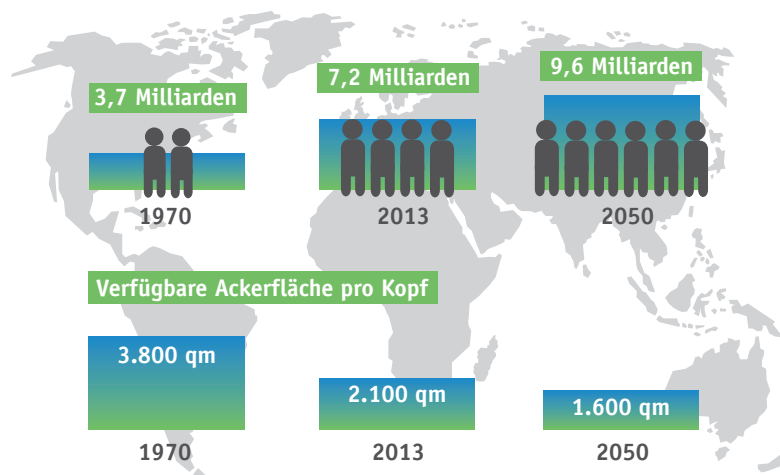 3,7 Milliarden
7,2 Milliarden
9,6 Milliarden
1970
2013
2050
Verfügbare Ackerfläche pro Kopf
3.800 qm
2.100 qm
1.600 qm
1970
2013
2050